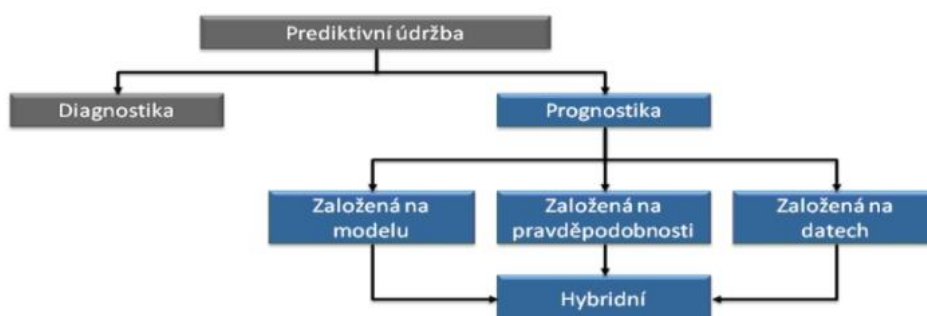 Prediktivní údržba
Diagnostika
Prognostika
Založená na
modelu
Založená na
pravděpodobnosti
Založená na
datech
Hybridní